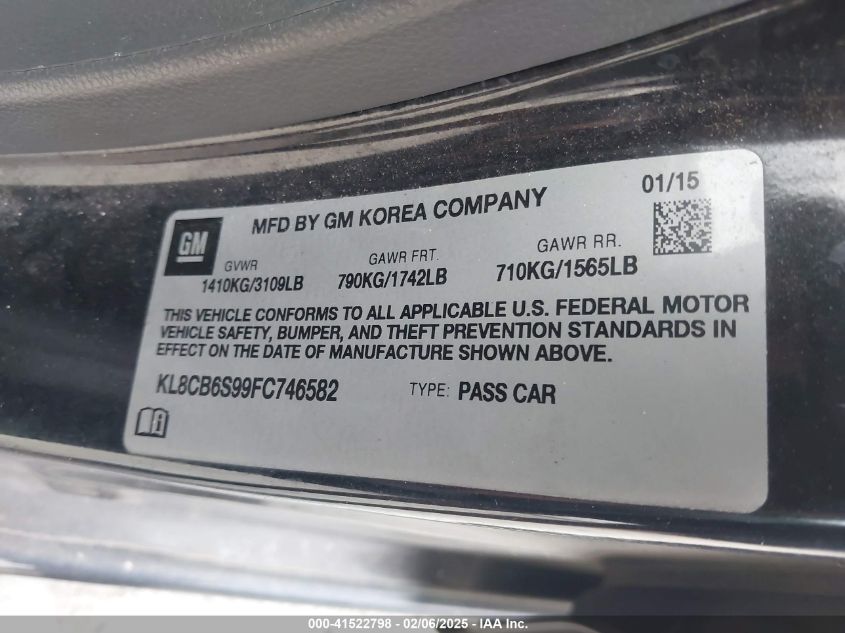 MFD BY GM KOREA COMPANY
01/15
GM
GVWR
GAWR FRT.
GAWR RR.
1410KG/3109LB
790KG/1742LB
710KG/1565LB
THIS VEHICLE CONFORMS TO ALL APPLICABLE U.S. FEDERAL MOTOR
VEHICLE SAFETY, BUMPER, AND THEFT PREVENTION STANDARDS IN
EFFECT ON THE DATE OF MANUFACTURE SHOWN ABOVE.
KL8CB6S99FC746582
TYPE: PASS CAR
000-41522798 - 02/06/2025 - IAA Inc.